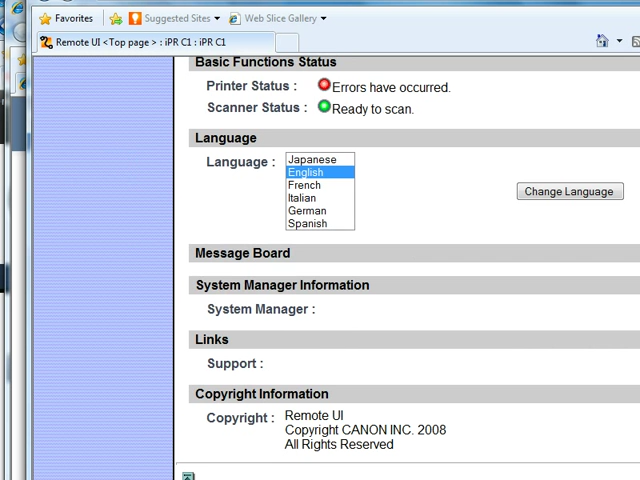 Favorites
Suggested Sites
Web Slice Gallery
Remote UI <Top page > : iPR C1 : iPR C1
Basic Functions Status
Printer Status : Errors have occurred.
Scanner Status : Ready to scan.
Language
Language :
Japanese
English
French
Italian
German
Spanish
Change Language
Message Board
System Manager Information
System Manager :
Links
Support :
Copyright Information
Copyright : Remote UI
Copyright CANON INC. 2008
All Rights Reserved